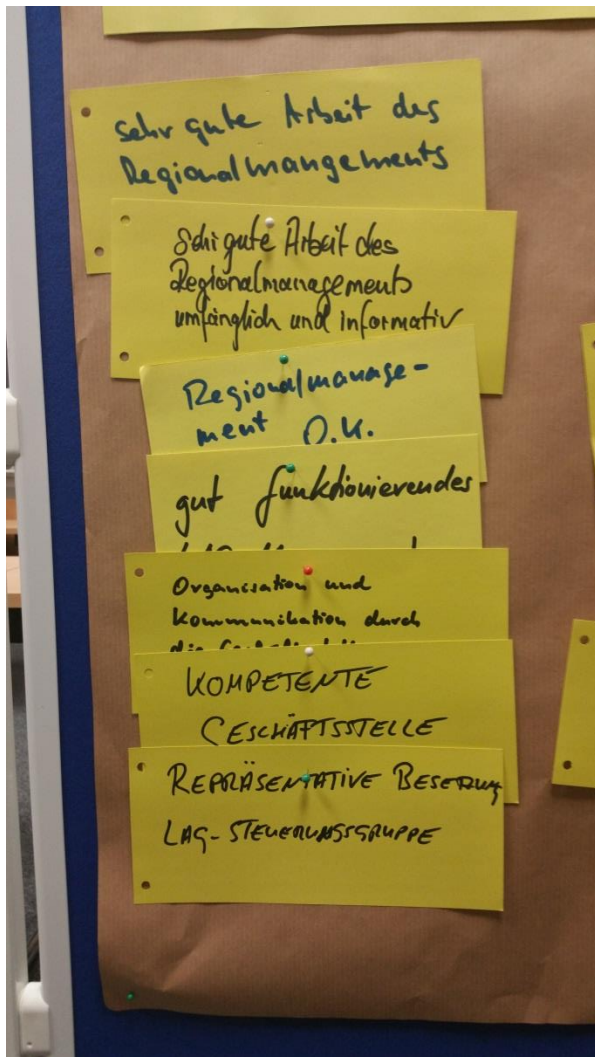 sehr gute Arbeit des
Regionalmangements
Sehr gute Arbeit des
Regionalmanagements
umfänglich und informativ
Regionalmanage-
ment O.K.
gut funktionierendes
Organisation und
Kommunikation durch
die
KOMPETENTE
GESCHÄFTSSTELLE
REPRÄSENTATIVE BESETZUNG
LAG-STEUERUNGSGRUPPE